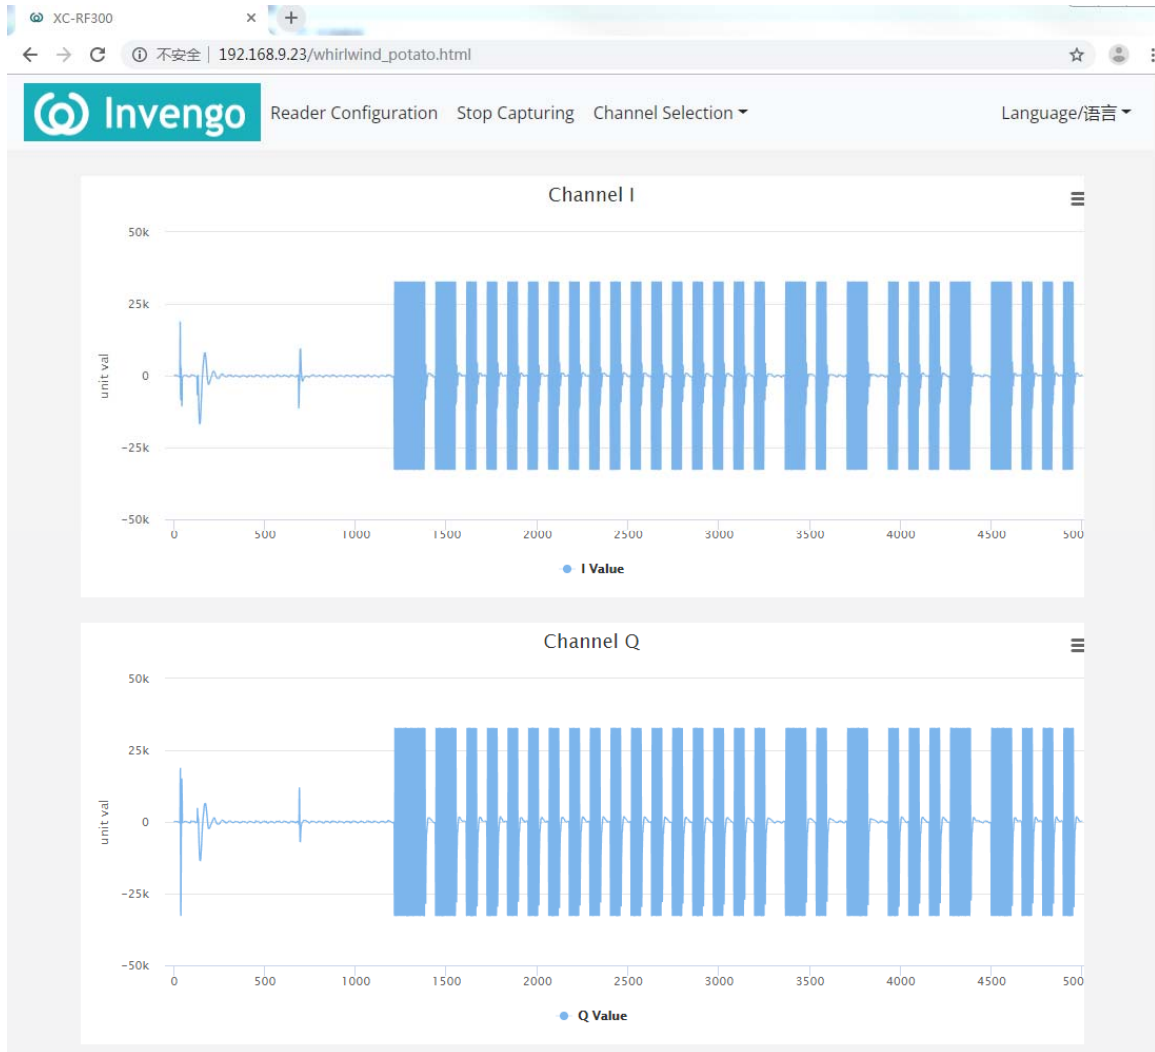 XC-RF300
不安全 | 192.168.9.23/whirlwind_potato.html
Invengo Reader Configuration Stop Capturing Channel Selection Language/语言
Channel I
50k
25k
0
−25k
−50k
unit val
0 500 1000 1500 2000 2500 3000 3500 4000 4500 500
I Value
Channel Q
50k
25k
0
−25k
−50k
unit val
0 500 1000 1500 2000 2500 3000 3500 4000 4500 500
Q Value